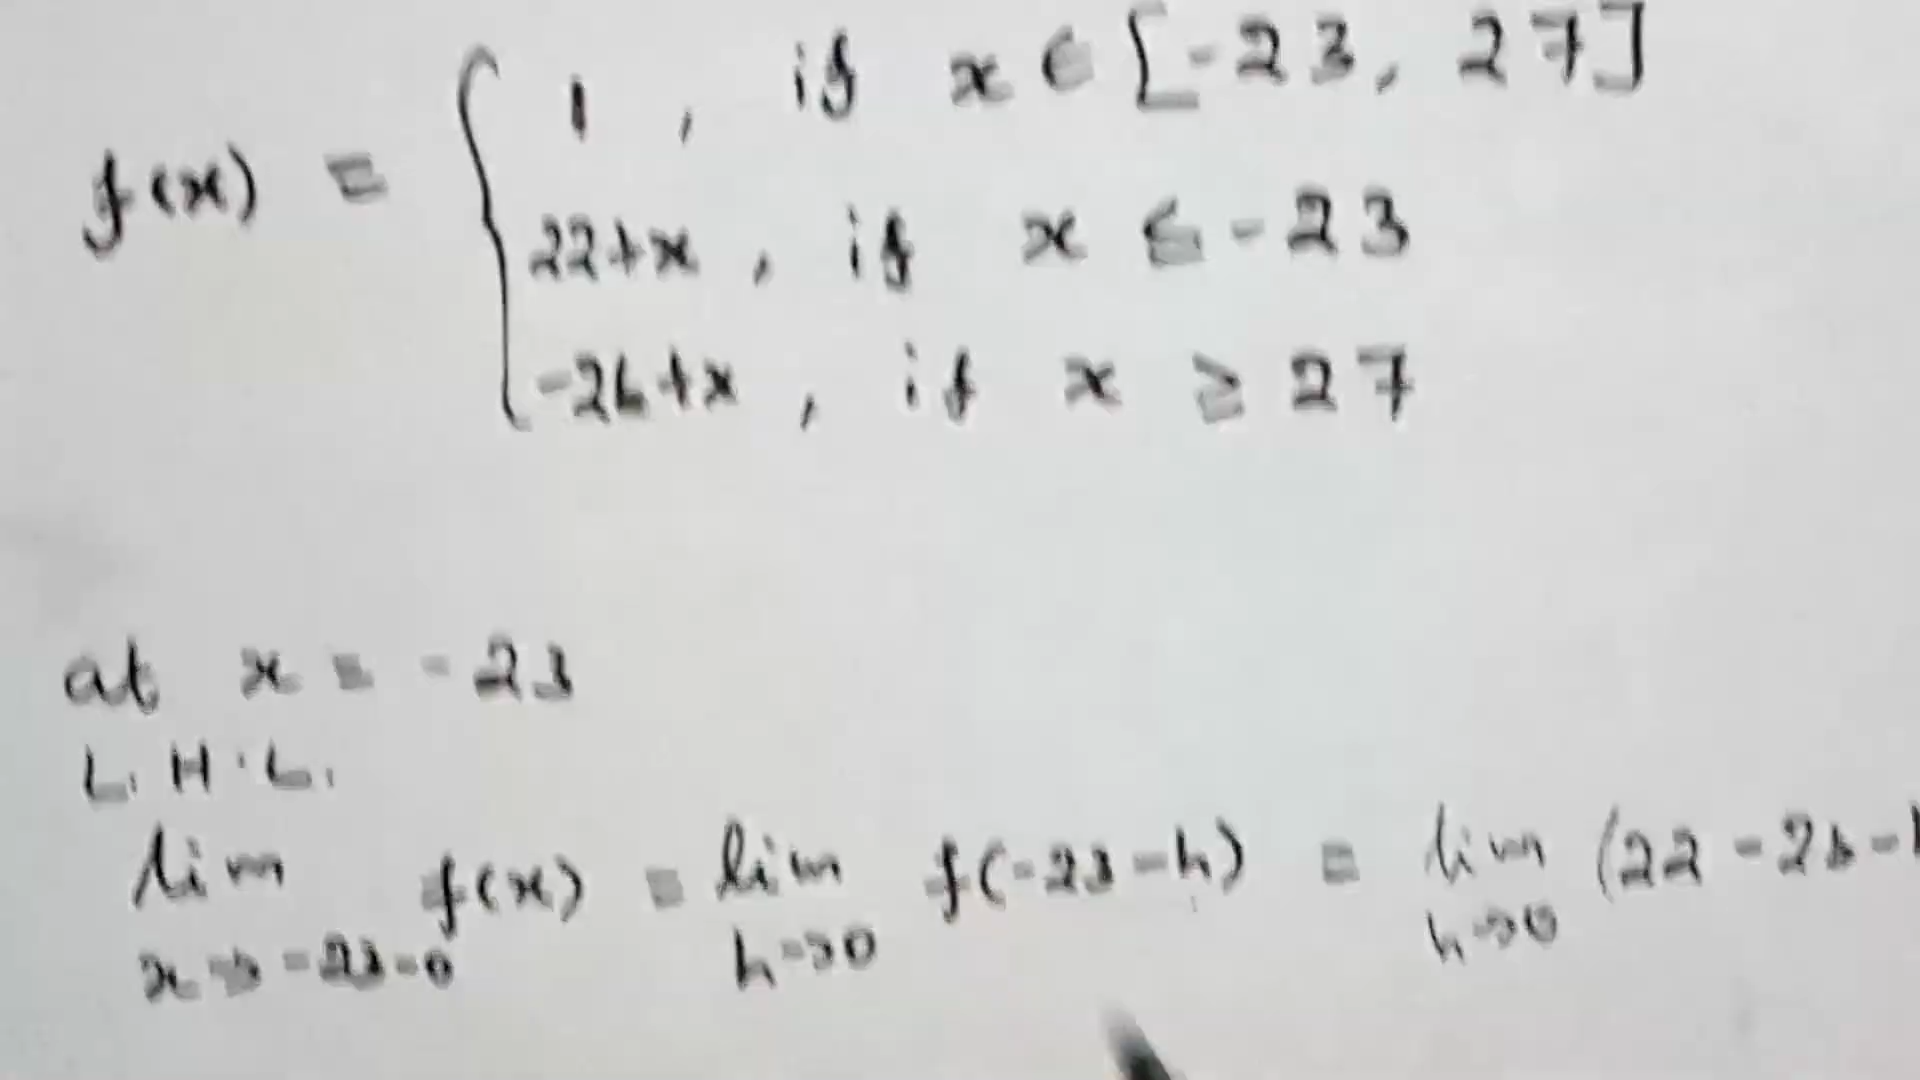 1 , if x ∈ [-23, 27]
f(x) =
22+x , if x ≤ -23
-26+x , if x ≥ 27
at x = -23
L.H.L.
lim f(x) = lim f(-23-h) = lim (22-23-h
x→-23-0 h→0 h→0